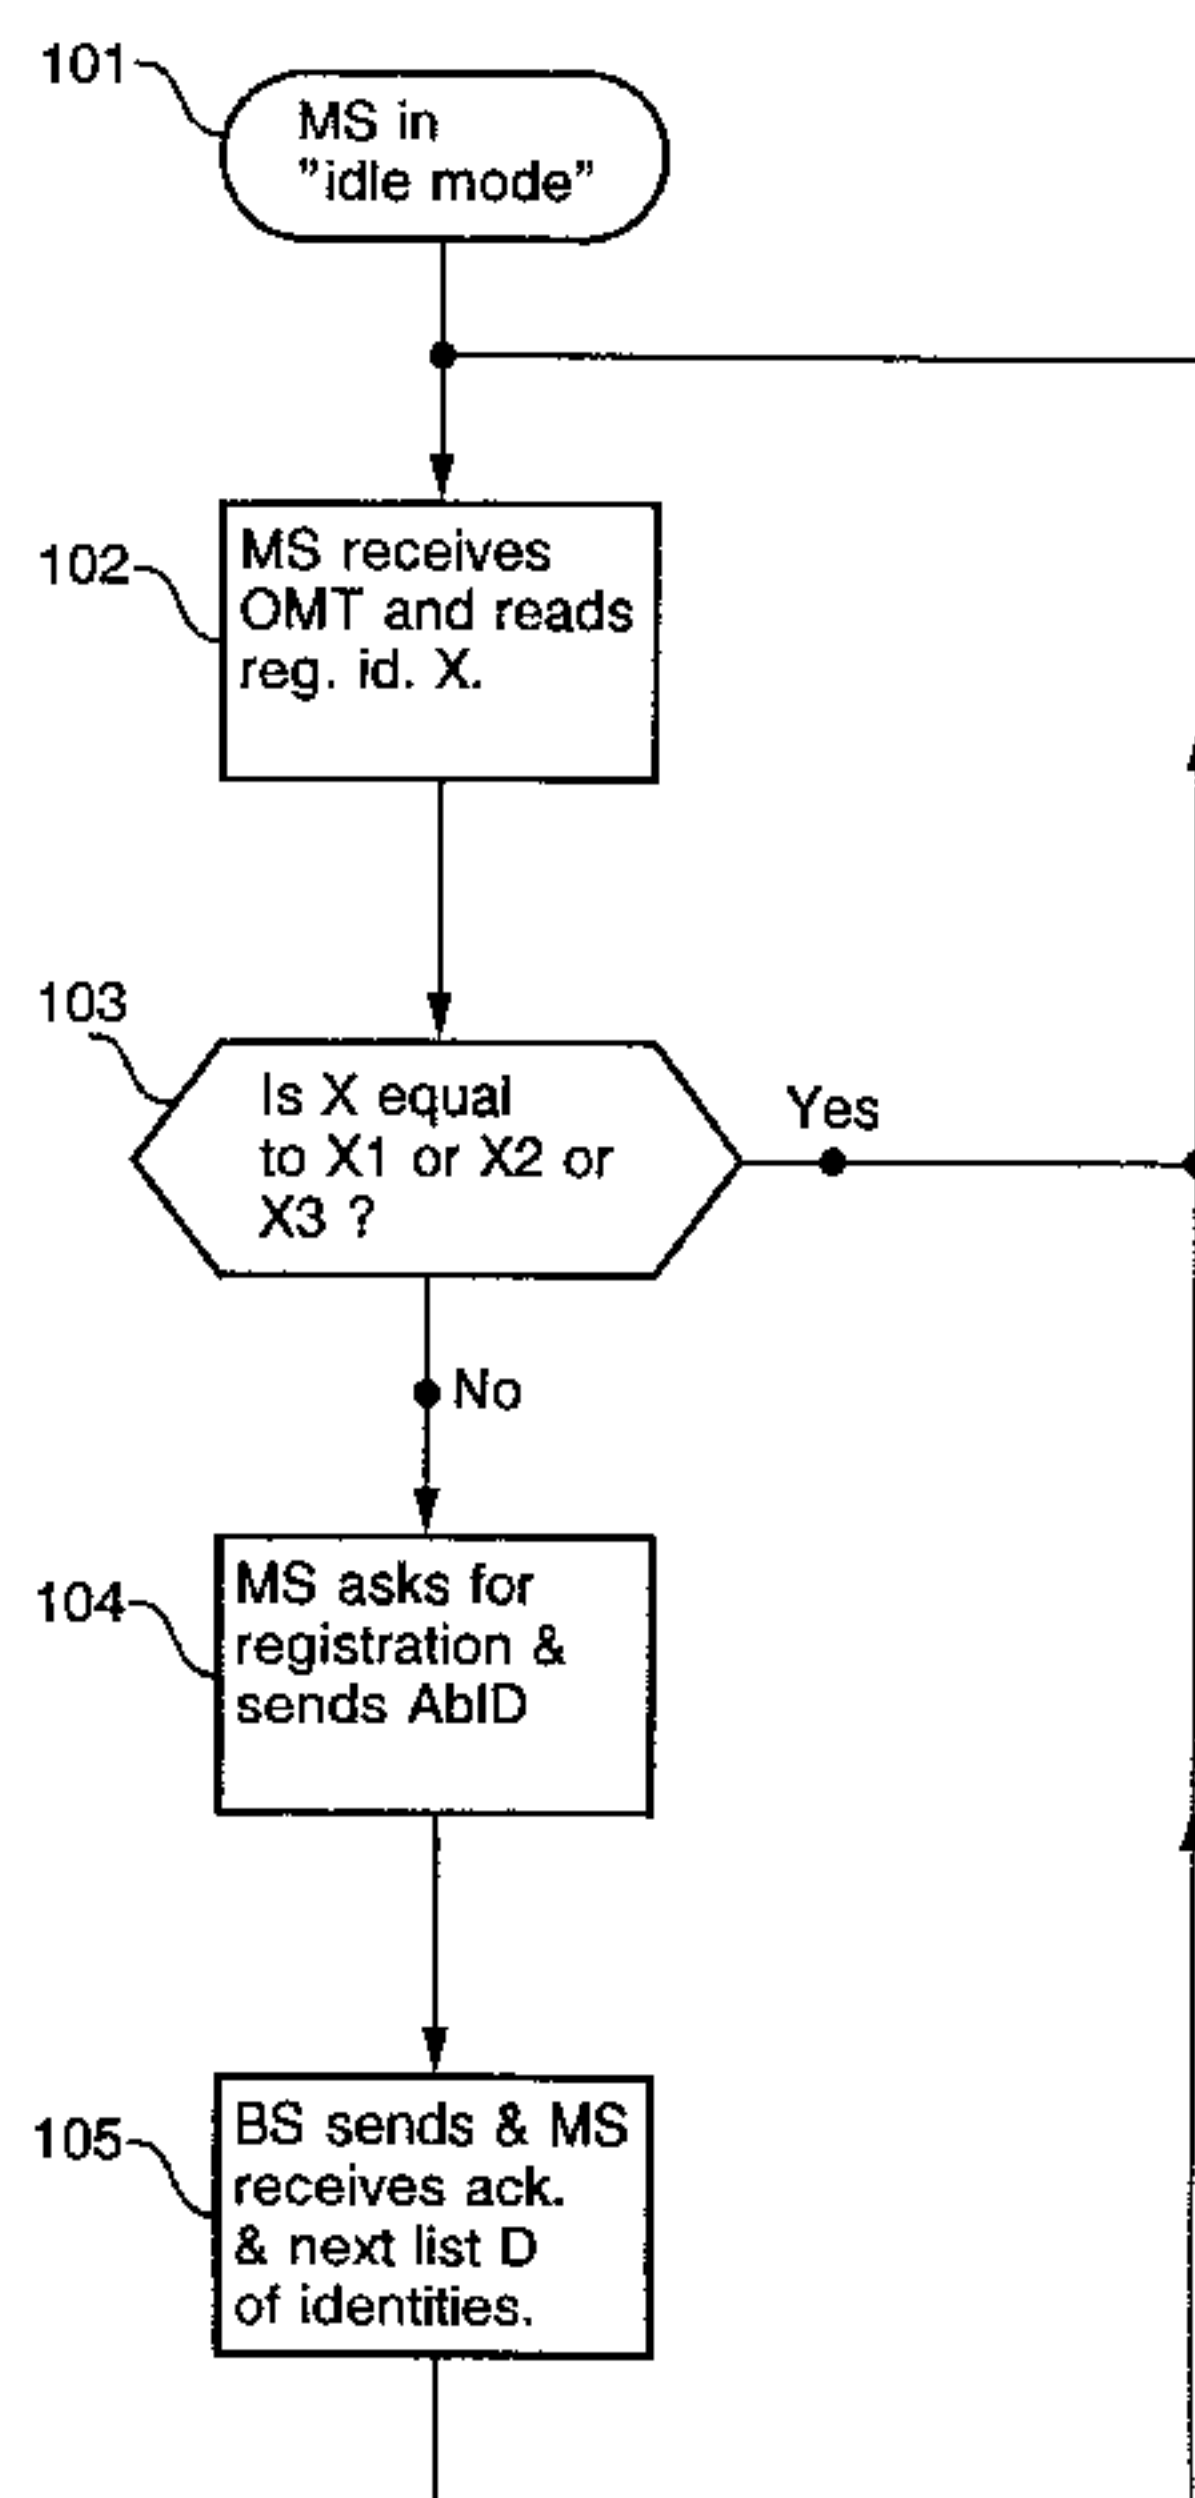 101
MS in
"idle mode"
102
MS receives
OMT and reads
reg. id. X.
103
Is X equal
to X1 or X2 or
X3 ?
Yes
No
104
MS asks for
registration &
sends AbID
105
BS sends & MS
receives ack.
& next list D
of identities.